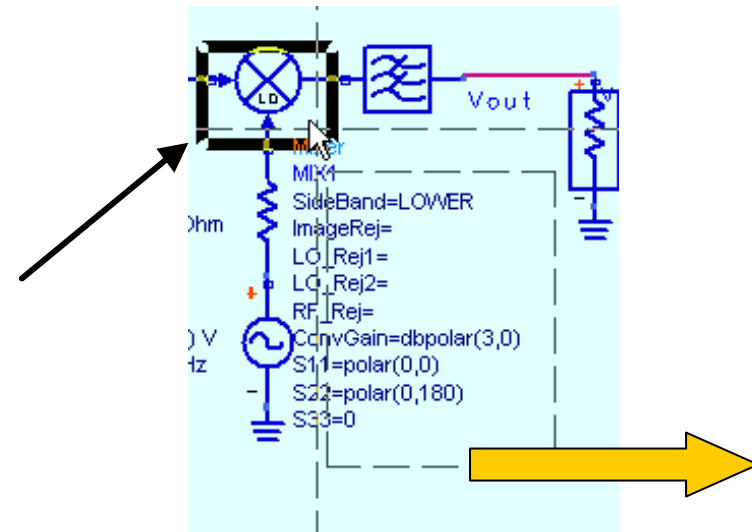 LO
Vout
Mixer
MIX1
SideBand=LOWER
Ohm
ImageRej=
LO_Rej1=
LO_Rej2=
RF_Rej=
) V
ConvGain=dbpolar(3,0)
Hz
S11=polar(0,0)
S22=polar(0,180)
S33=0